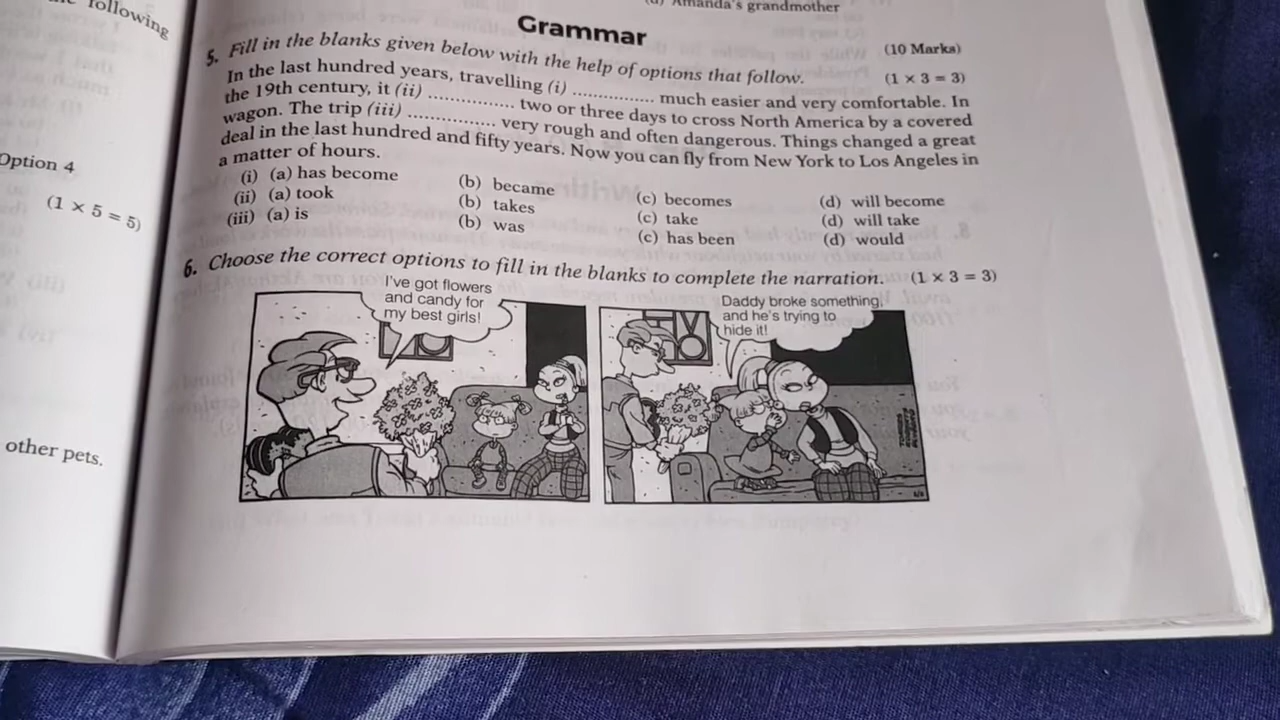 following
Option 4
(1 × 5 = 5)
other pets.
(d) Amanda's grandmother
Grammar
(10 Marks)
5. Fill in the blanks given below with the help of options that follow. (1 × 3 = 3)
In the last hundred years, travelling (i) ............... much easier and very comfortable. In
the 19th century, it (ii) ............... two or three days to cross North America by a covered
wagon. The trip (iii) ............... very rough and often dangerous. Things changed a great
deal in the last hundred and fifty years. Now you can fly from New York to Los Angeles in
a matter of hours.
(i) (a) has become (b) became (c) becomes (d) will become
(ii) (a) took (b) takes (c) take (d) will take
(iii) (a) is (b) was (c) has been (d) would
6. Choose the correct options to fill in the blanks to complete the narration. (1 × 3 = 3)
I've got flowers
and candy for
my best girls!
Daddy broke something,
and he's trying to
hide it!